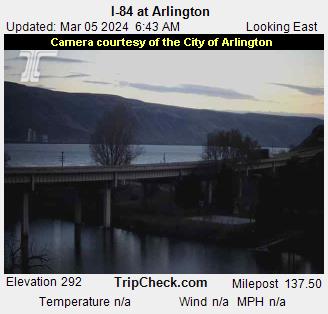 I-84 at Arlington
Updated: Mar 05 2024 6:43 AM Looking East
Camera courtesy of the City of Arlington
Elevation 292 TripCheck.com Milepost 137.50
Temperature n/a Wind n/a MPH n/a